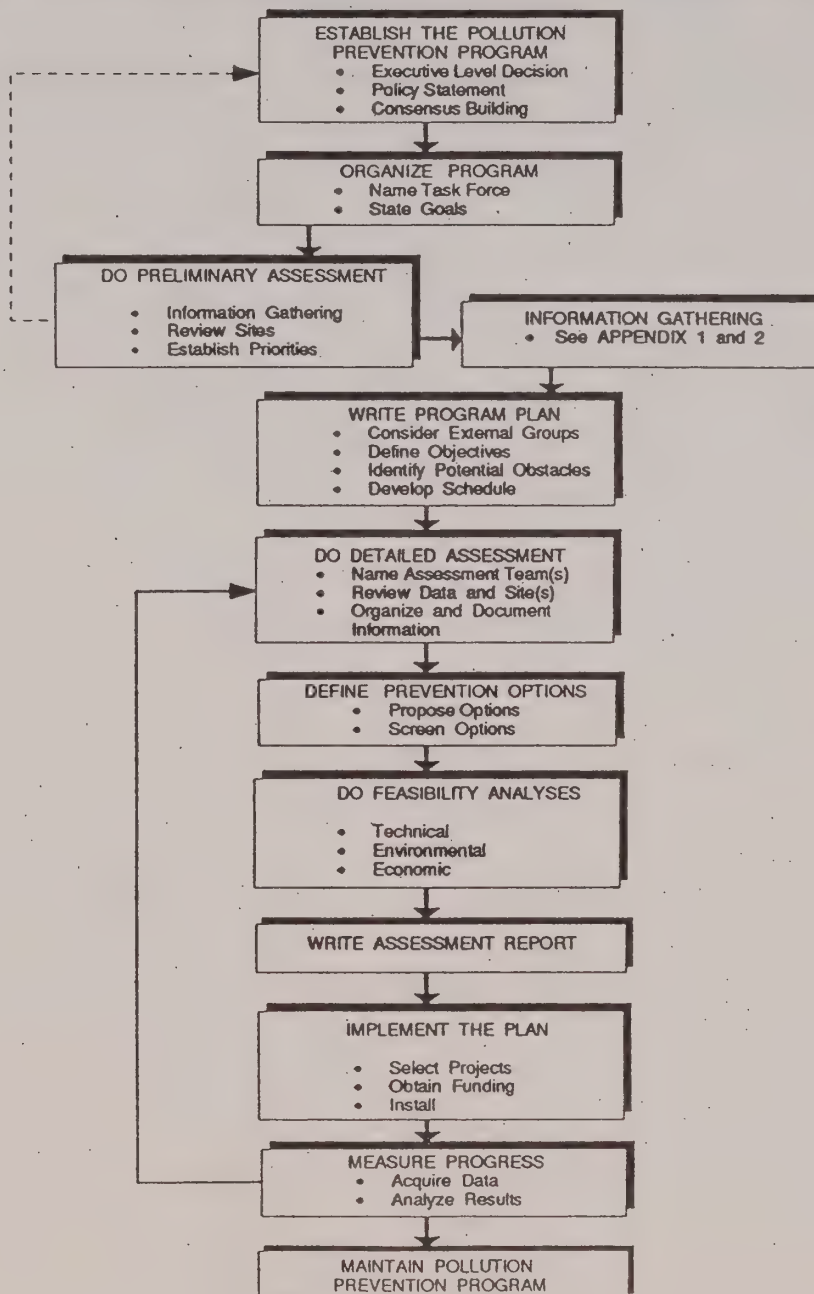 ESTABLISH THE POLLUTION
PREVENTION PROGRAM
• Executive Level Decision
• Policy Statement
• Consensus Building
ORGANIZE PROGRAM
• Name Task Force
• State Goals
DO PRELIMINARY ASSESSMENT
• Information Gathering
• Review Sites
• Establish Priorities
INFORMATION GATHERING
• See APPENDIX 1 and 2
WRITE PROGRAM PLAN
• Consider External Groups
• Define Objectives
• Identify Potential Obstacles
• Develop Schedule
DO DETAILED ASSESSMENT
• Name Assessment Team(s)
• Review Data and Site(s)
• Organize and Document
Information
DEFINE PREVENTION OPTIONS
• Propose Options
• Screen Options
DO FEASIBILITY ANALYSES
• Technical
• Environmental
• Economic
WRITE ASSESSMENT REPORT
IMPLEMENT THE PLAN
• Select Projects
• Obtain Funding
• Install
MEASURE PROGRESS
• Acquire Data
• Analyze Results
MAINTAIN POLLUTION
PREVENTION PROGRAM